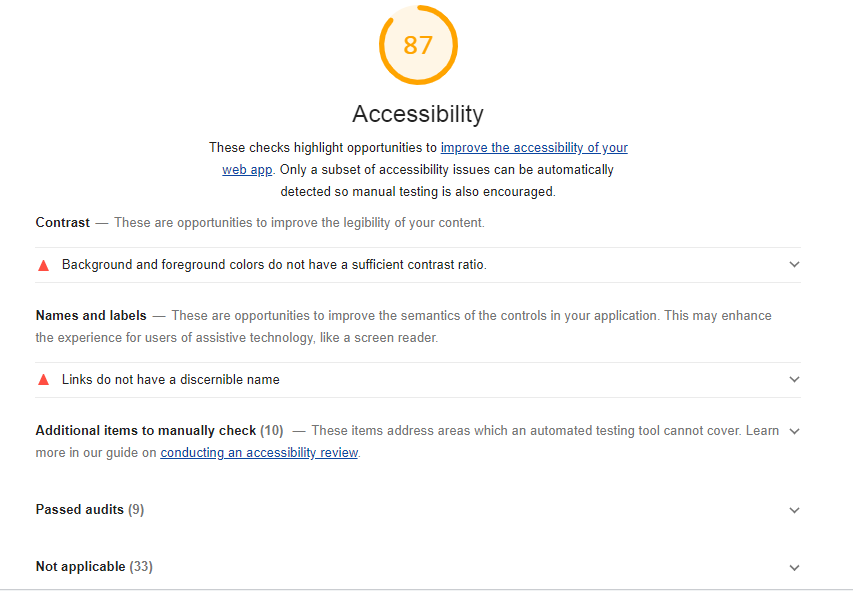 87
Accessibility
These checks highlight opportunities to improve the accessibility of your
web app. Only a subset of accessibility issues can be automatically
detected so manual testing is also encouraged.
Contrast — These are opportunities to improve the legibility of your content.
Background and foreground colors do not have a sufficient contrast ratio.
Names and labels — These are opportunities to improve the semantics of the controls in your application. This may enhance
the experience for users of assistive technology, like a screen reader.
Links do not have a discernible name
Additional items to manually check (10) — These items address areas which an automated testing tool cannot cover. Learn
more in our guide on conducting an accessibility review.
Passed audits (9)
Not applicable (33)